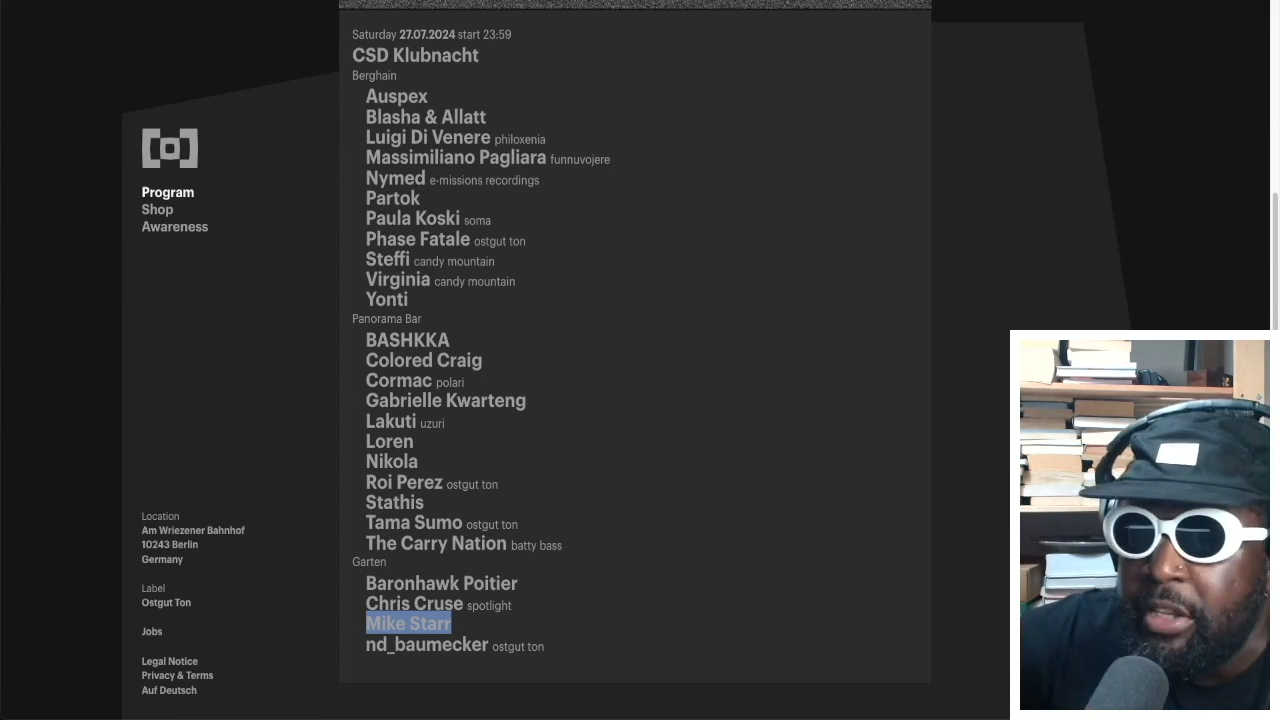 Saturday 27.07.2024 start 23:59
CSD Klubnacht
Berghain
Auspex
Blasha & Allatt
Luigi Di Venere philoxenia
Massimiliano Pagliara funnuvojere
Nymed e-missions recordings
Partok
Paula Koski soma
Phase Fatale ostgut ton
Steffi candy mountain
Virginia candy mountain
Yonti
Panorama Bar
BASHKKA
Colored Craig
Cormac polari
Gabrielle Kwarteng
Lakuti uzuri
Loren
Nikola
Roi Perez ostgut ton
Stathis
Tama Sumo ostgut ton
The Carry Nation batty bass
Garten
Baronhawk Poitier
Chris Cruse spotlight
Mike Starr
nd_baumecker ostgut ton
Program
Shop
Awareness
Location
Am Wriezener Bahnhof
10243 Berlin
Germany
Label
Ostgut Ton
Jobs
Legal Notice
Privacy & Terms
Auf Deutsch